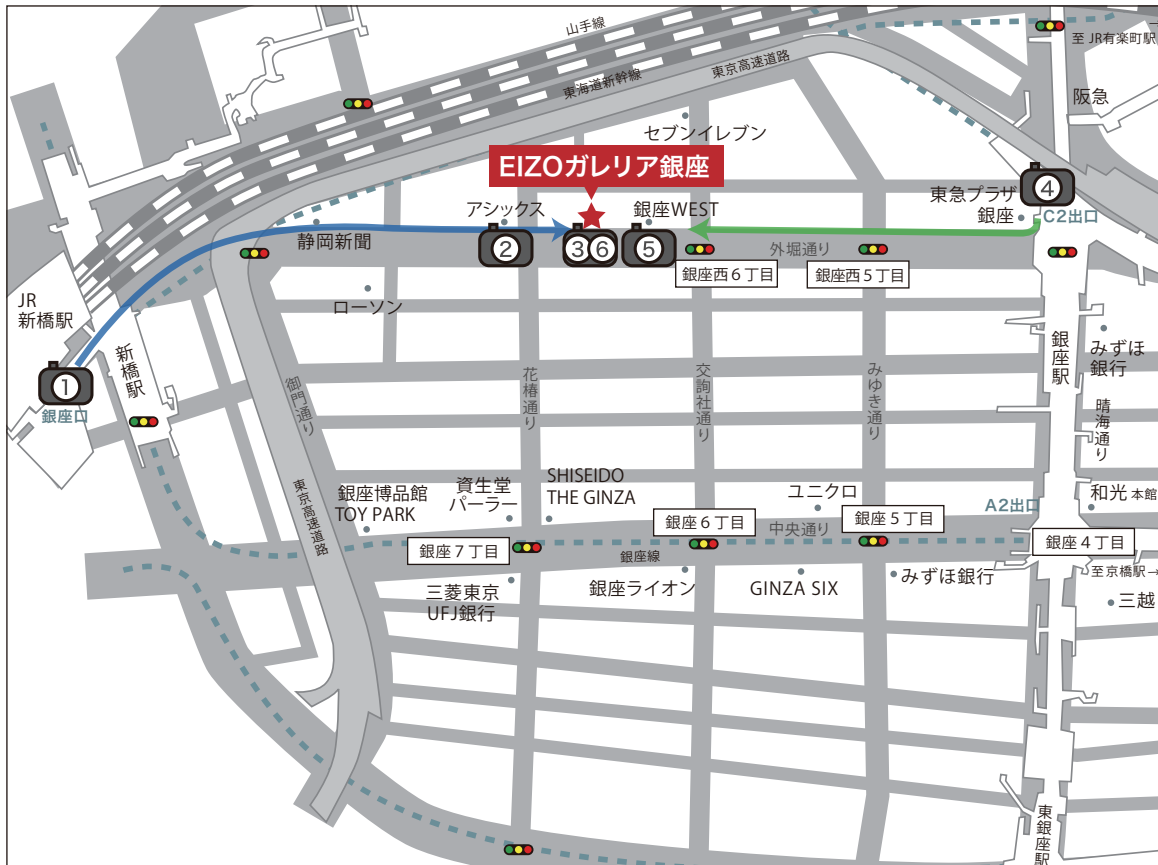 山手線
至 JR有楽町駅
東京高速道路
東海道新幹線
阪急
セブンイレブン
EIZOガレリア銀座
④
東急プラザ
銀座
C2出口
アシックス
銀座WEST
静岡新聞
②
③⑥
⑤
外堀通り
銀座西６丁目
銀座西５丁目
JR
新橋駅
ローソン
新橋駅
①
銀座口
御門通り
花椿通り
交詢社通り
みゆき通り
銀座駅
みずほ
銀行
晴海通り
東京高速道路
銀座博品館
TOY PARK
資生堂
パーラー
SHISEIDO
THE GINZA
ユニクロ
A2出口
和光 本館
銀座７丁目
銀座６丁目
中央通り
銀座５丁目
銀座４丁目
銀座線
至京橋駅→
三菱東京
UFJ銀行
銀座ライオン
GINZA SIX
みずほ銀行
三越
東銀座駅